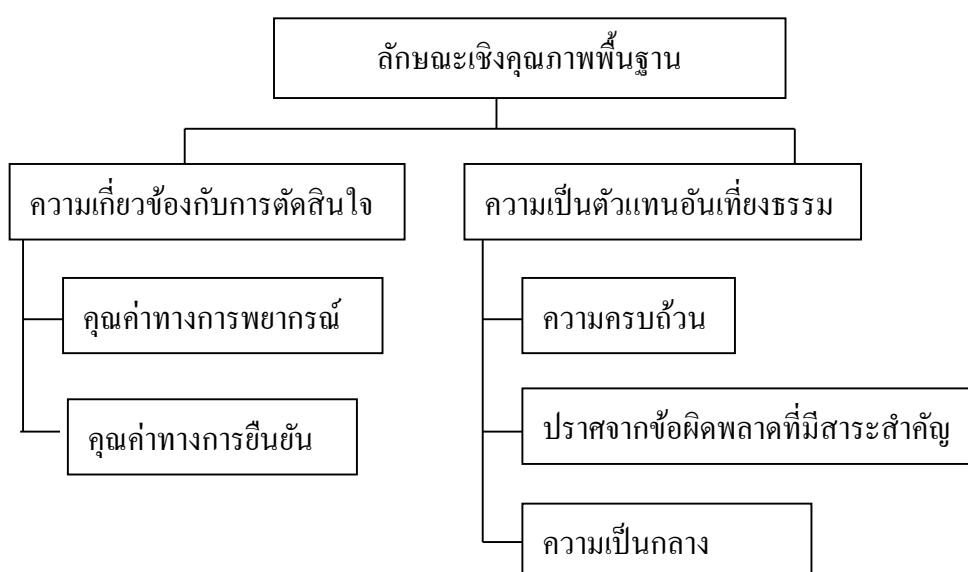 ลักษณะเชิงคุณภาพพื้นฐาน
ความเกี่ยวข้องกับการตัดสินใจ
คุณค่าทางการพยากรณ์
คุณค่าทางการยืนยัน
ความเป็นตัวแทนอันเที่ยงธรรม
ความครบถ้วน
ปราศจากข้อผิดพลาดที่มีสาระสำคัญ
ความเป็นกลาง